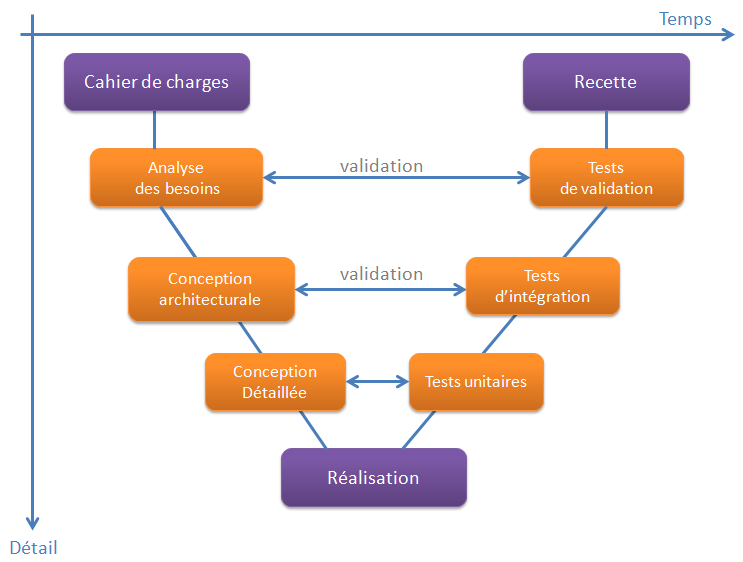 Temps
Cahier de charges
Recette
Analyse
des besoins
validation
Tests
de validation
Conception
architecturale
validation
Tests
d’intégration
Conception
Détaillée
Tests unitaires
Réalisation
Détail